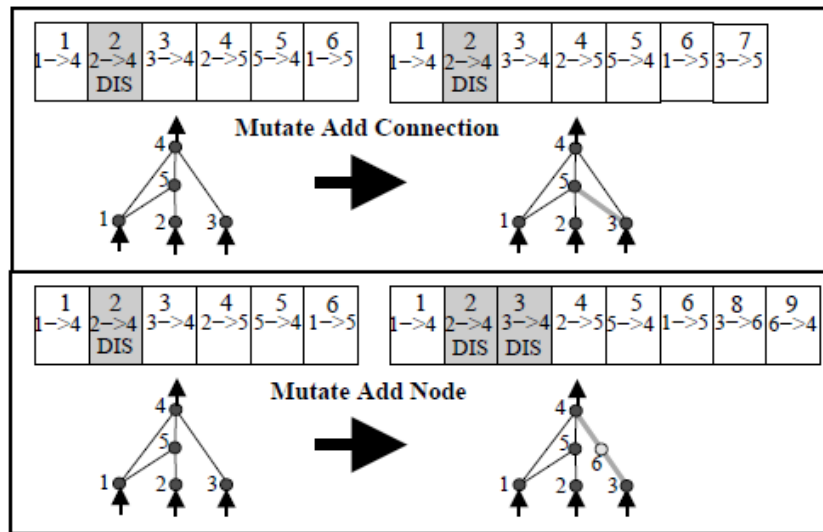 1 2 3 4 5 6 1 2 3 4 5 6 7
1->4 2->4 3->4 2->5 5->4 1->5 1->4 2->4 3->4 2->5 5->4 1->5 3->5
DIS DIS
Mutate Add Connection
4 4
5 5
1 2 3 1 2 3
1 2 3 4 5 6 1 2 3 4 5 6 8 9
1->4 2->4 3->4 2->5 5->4 1->5 1->4 2->4 3->4 2->5 5->4 1->5 3->6 6->4
DIS DIS DIS
Mutate Add Node
4 4
5 5 6
1 2 3 1 2 3